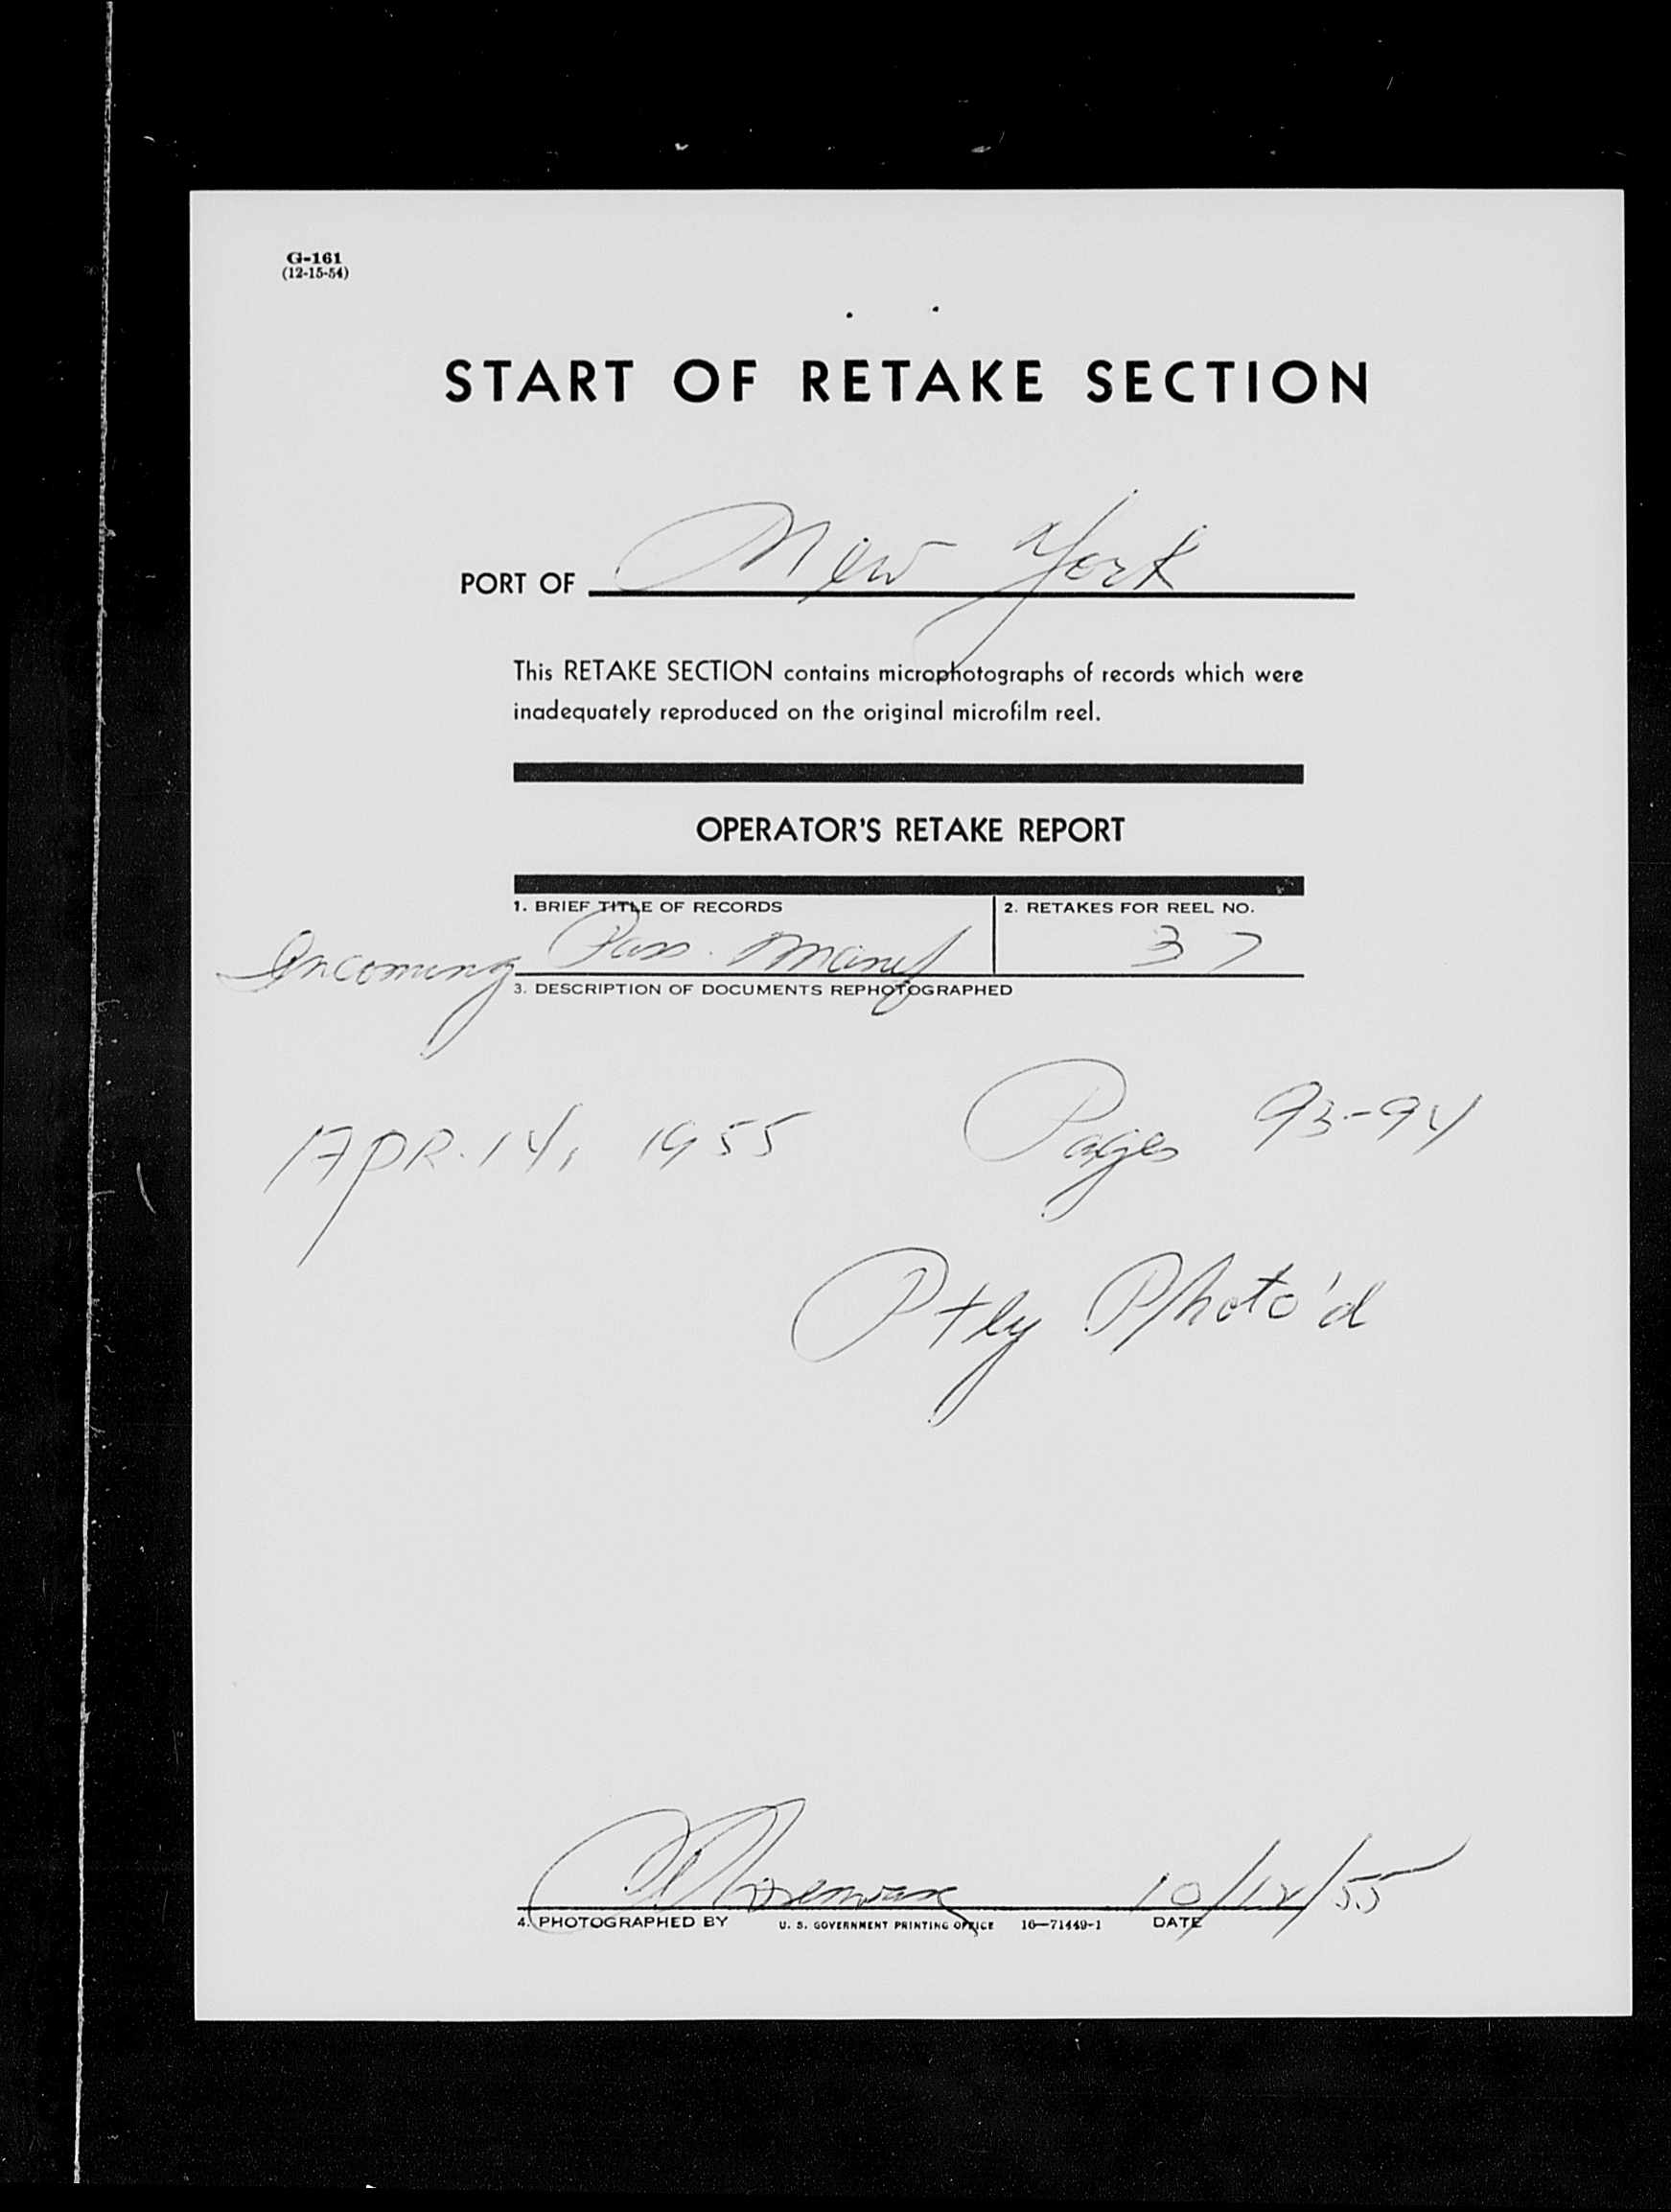 G-161
(12-15-54)
START OF RETAKE SECTION
PORT OF New York
This RETAKE SECTION contains microphotographs of records which were
inadequately reproduced on the original microfilm reel.
OPERATOR'S RETAKE REPORT
1. BRIEF TITLE OF RECORDS 2. RETAKES FOR REEL NO.
Incoming Pass. Manif 37
3. DESCRIPTION OF DOCUMENTS REPHOTOGRAPHED
APR. 14, 1955 Pages 93-94
Ptly Photo'd
10/12/55
4. PHOTOGRAPHED BY U. S. GOVERNMENT PRINTING OFFICE 16—71449-1 DATE